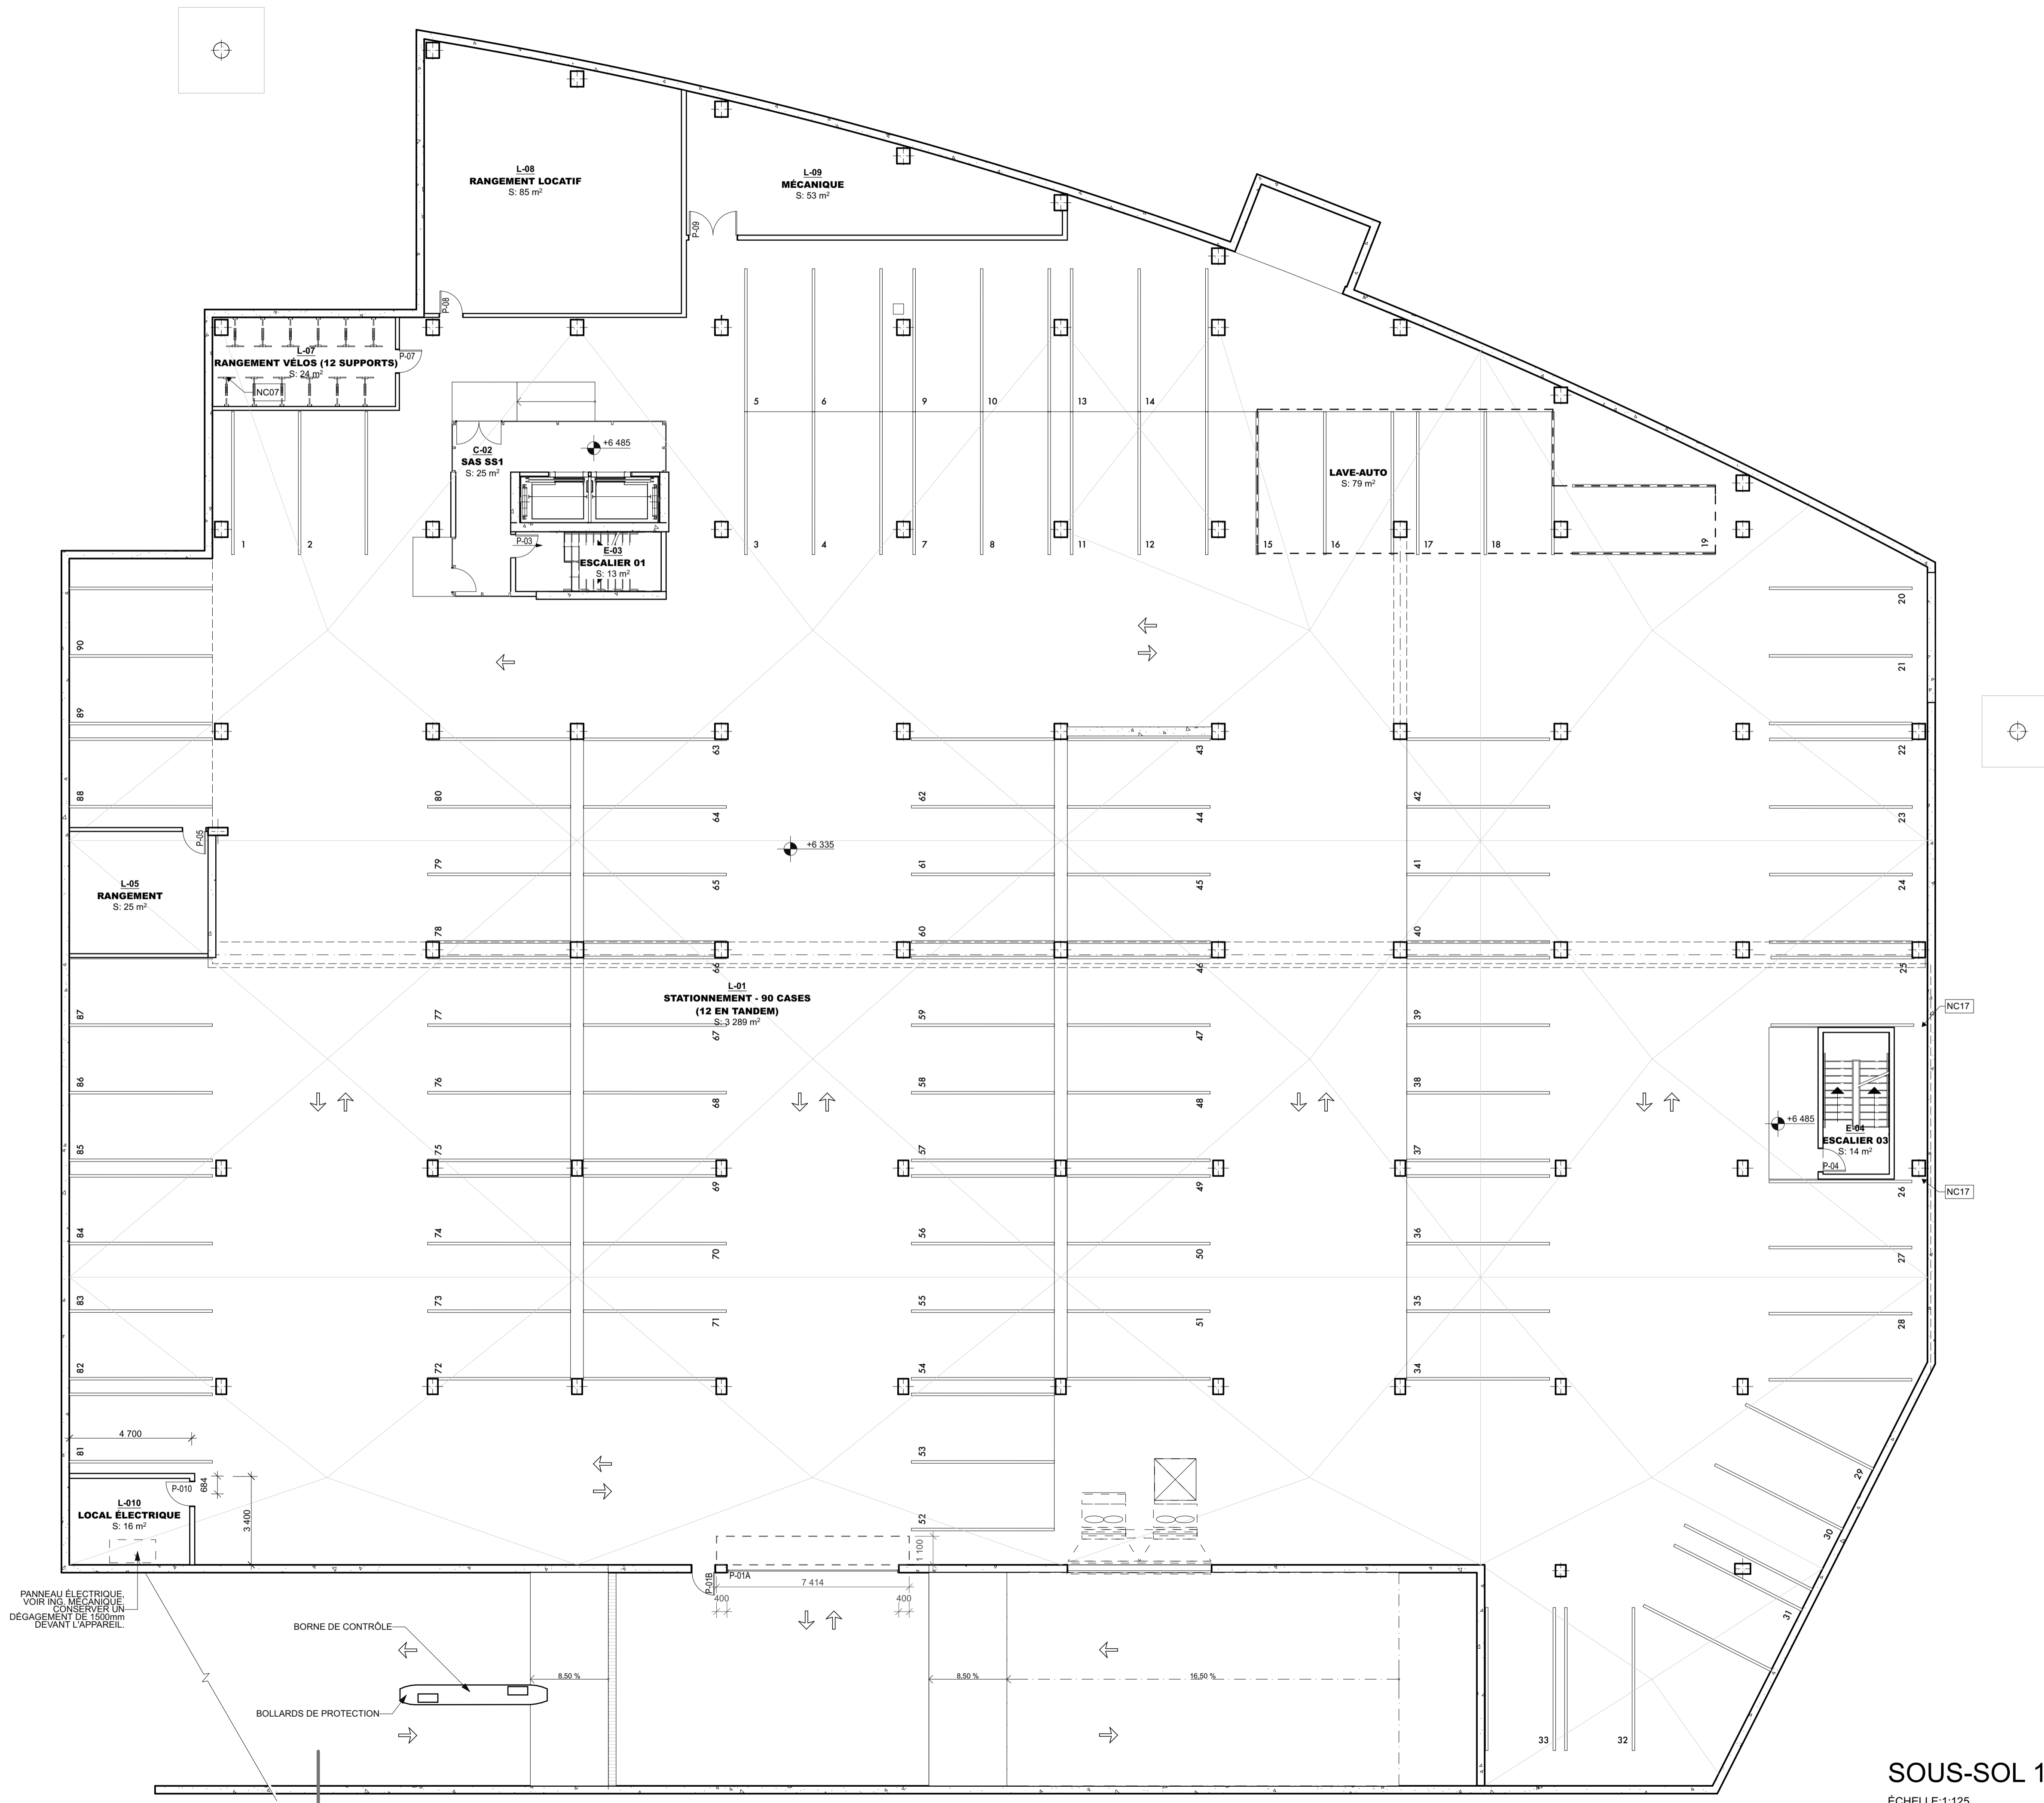 L-08
RANGEMENT LOCATIF
S: 85 m²
L-09
MÉCANIQUE
S: 53 m²
P-09
P-08
L-07
RANGEMENT VÉLOS (12 SUPPORTS)
S: 24 m²
P-07
NC07
5
6
9
10
13
14
C-02
SAS SS1
S: 25 m²
+6 485
LAVE-AUTO
S: 79 m²
1
2
P-03
E-03
ESCALIER 01
S: 13 m²
3
4
7
8
11
12
15
16
17
18
19
20
90
21
89
63
43
22
88
80
62
42
64
44
23
P-05
+6 335
79
61
41
65
45
24
L-05
RANGEMENT
S: 25 m²
78
60
40
66
46
25
L-01
STATIONNEMENT - 90 CASES
(12 EN TANDEM)
S: 3 289 m²
NC17
87
77
59
39
67
47
86
76
58
38
68
48
+6 485
E-04
ESCALIER 03
S: 14 m²
P-04
85
75
57
37
69
49
26
NC17
84
74
56
36
70
50
27
83
73
55
35
71
51
28
82
72
54
34
4 700
81
53
29
684
P-010
L-010
LOCAL ÉLECTRIQUE
S: 16 m²
3 400
52
30
1 100
P-01B
P-01A
7 414
400
400
31
PANNEAU ÉLECTRIQUE,
VOIR ING. MÉCANIQUE,
CONSERVER UN
DÉGAGEMENT DE 1500mm
DEVANT L'APPAREIL.
BORNE DE CONTRÔLE
8,50 %
8,50 %
16,50 %
BOLLARDS DE PROTECTION
33
32
SOUS-SOL 1
ÉCHELLE:1:125